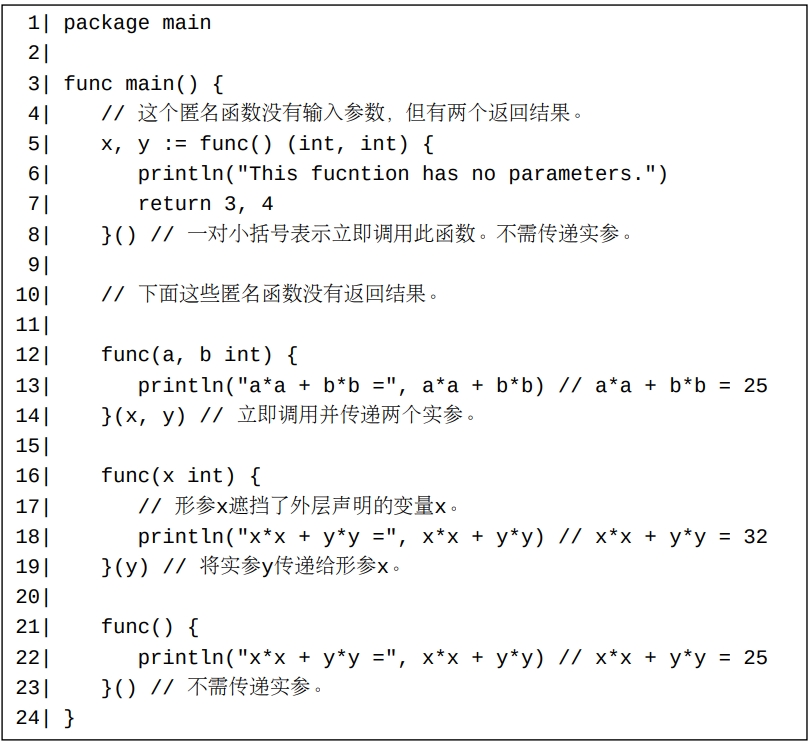 1| package main
2|
3| func main() {
4|    // 这个匿名函数没有输入参数，但有两个返回结果。
5|    x, y := func() (int, int) {
6|       println("This fucntion has no parameters.")
7|       return 3, 4
8|    }() // 一对小括号表示立即调用此函数。不需传递实参。
9|
10|    // 下面这些匿名函数没有返回结果。
11|
12|    func(a, b int) {
13|       println("a*a + b*b =", a*a + b*b) // a*a + b*b = 25
14|    }(x, y) // 立即调用并传递两个实参。
15|
16|    func(x int) {
17|       // 形参x遮挡了外层声明的变量x。
18|       println("x*x + y*y =", x*x + y*y) // x*x + y*y = 32
19|    }(y) // 将实参y传递给形参x。
20|
21|    func() {
22|       println("x*x + y*y =", x*x + y*y) // x*x + y*y = 25
23|    }() // 不需传递实参。
24| }